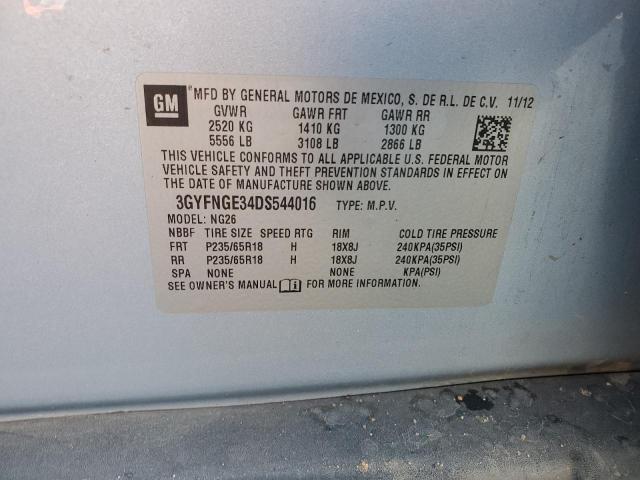 GM
MFD BY GENERAL MOTORS DE MEXICO, S. DE R.L. DE C.V. 11/12
GVWR GAWR FRT GAWR RR
2520 KG 1410 KG 1300 KG
5556 LB 3108 LB 2866 LB
THIS VEHICLE CONFORMS TO ALL APPLICABLE U.S. FEDERAL MOTOR
VEHICLE SAFETY AND THEFT PREVENTION STANDARDS IN EFFECT ON
THE DATE OF MANUFACTURE SHOWN ABOVE.
3GYFNGE34DS544016 TYPE: M.P.V.
MODEL: NG26
NBBF TIRE SIZE SPEED RTG RIM COLD TIRE PRESSURE
FRT P235/65R18 H 18X8J 240KPA(35PSI)
RR P235/65R18 H 18X8J 240KPA(35PSI)
SPA NONE NONE KPA(PSI)
SEE OWNER'S MANUAL FOR MORE INFORMATION.